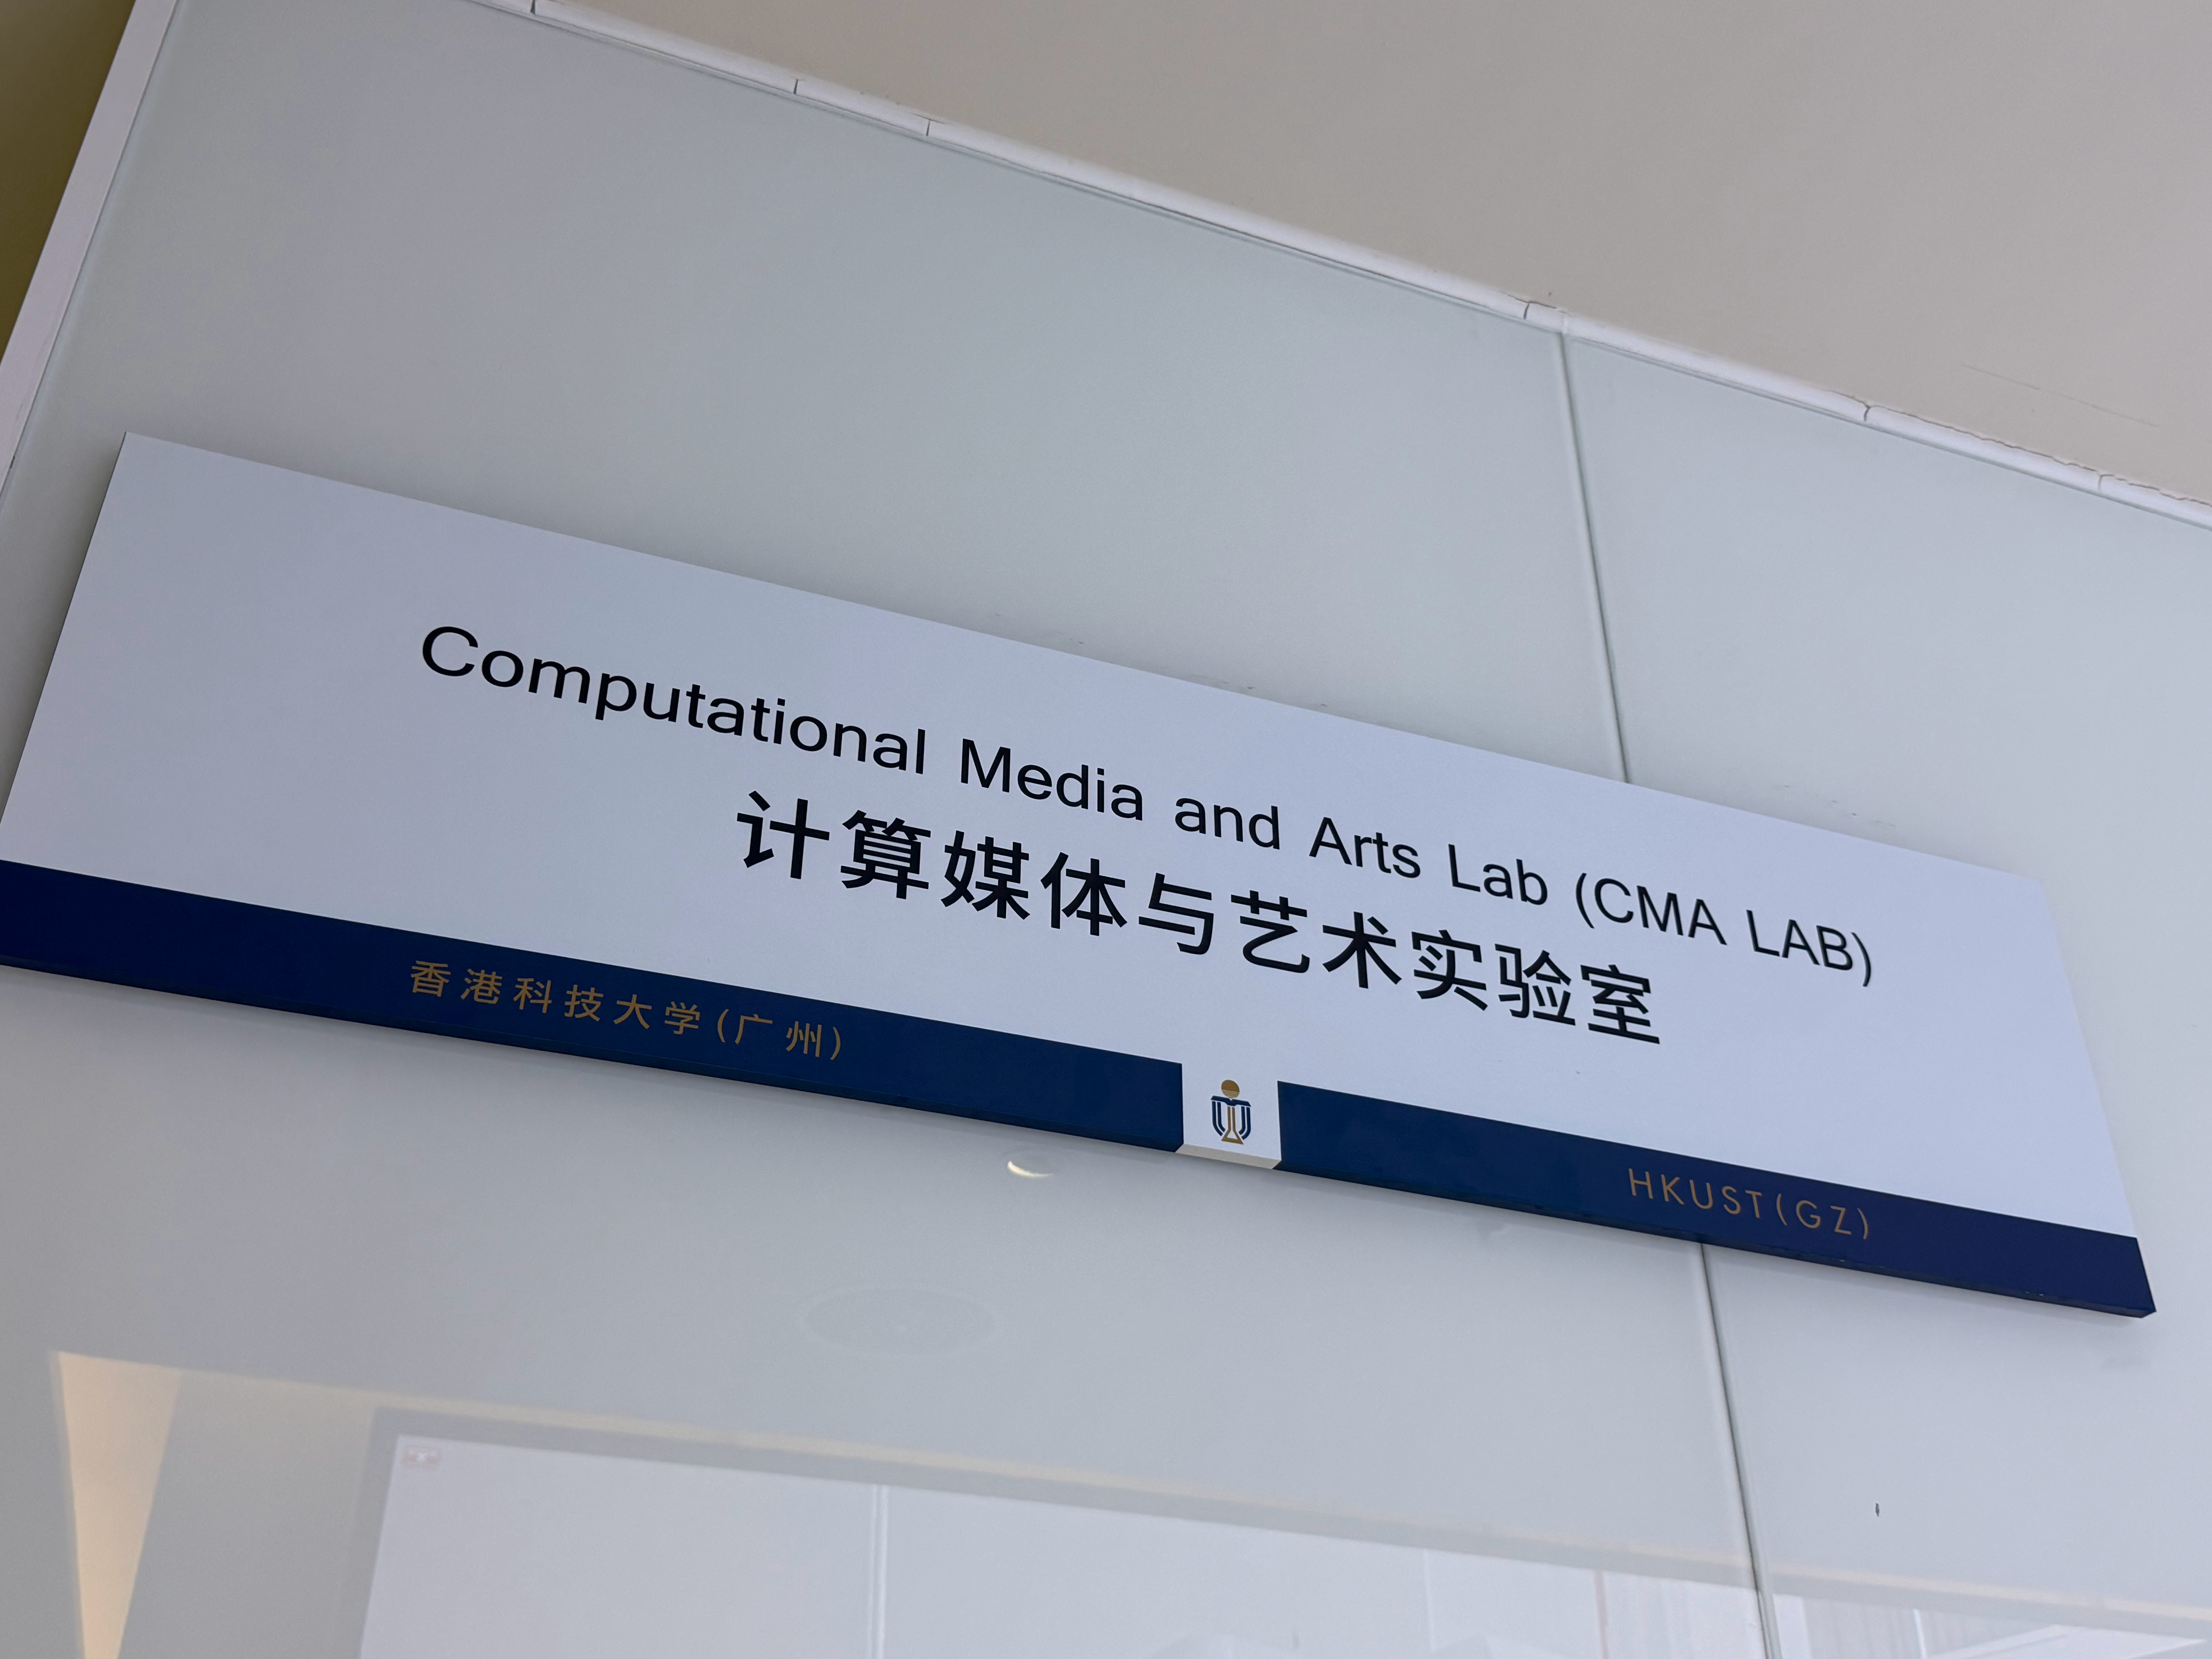 Computational Media and Arts Lab (CMA LAB)
计算媒体与艺术实验室
香港科技大学(广州)
HKUST(GZ)